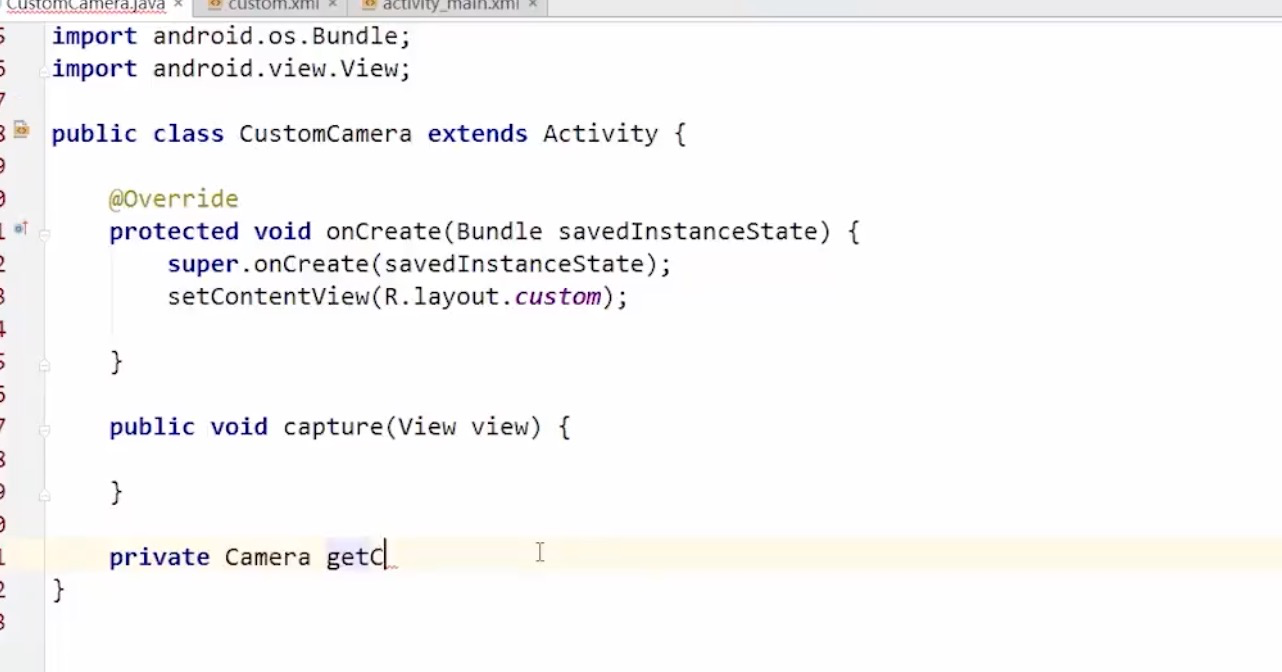 CustomCamera.java × custom.xml × activity_main.xml ×
5 import android.os.Bundle;
6 import android.view.View;
7
8 public class CustomCamera extends Activity {
9
0 @Override
1 protected void onCreate(Bundle savedInstanceState) {
2 super.onCreate(savedInstanceState);
3 setContentView(R.layout.custom);
4
5 }
6
7 public void capture(View view) {
8
9 }
0
1 private Camera getC
2 }
3